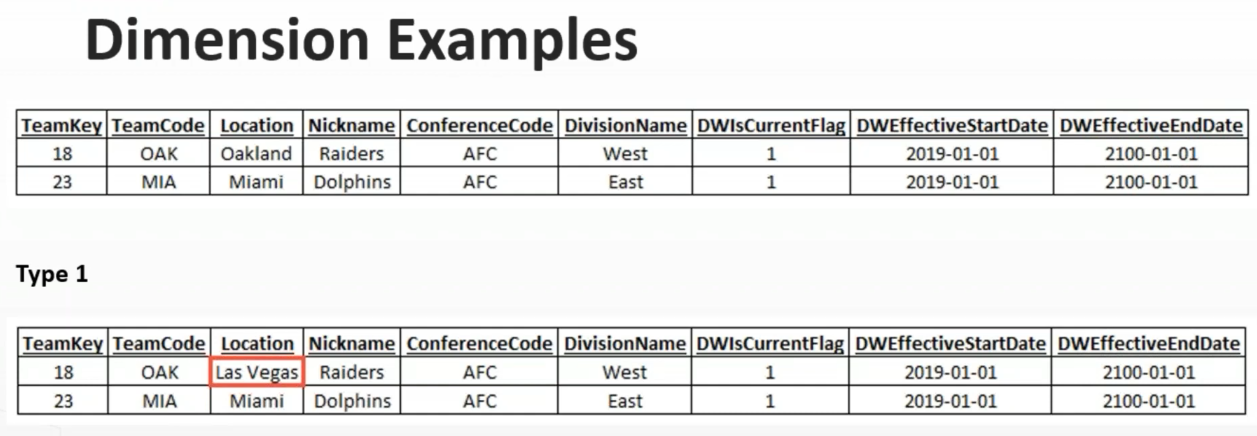 Dimension Examples
TeamKey TeamCode Location Nickname ConferenceCode DivisionName DWIsCurrentFlag DWEffectiveStartDate DWEffectiveEndDate
18 OAK Oakland Raiders AFC West 1 2019-01-01 2100-01-01
23 MIA Miami Dolphins AFC East 1 2019-01-01 2100-01-01
Type 1
TeamKey TeamCode Location Nickname ConferenceCode DivisionName DWIsCurrentFlag DWEffectiveStartDate DWEffectiveEndDate
18 OAK Las Vegas Raiders AFC West 1 2019-01-01 2100-01-01
23 MIA Miami Dolphins AFC East 1 2019-01-01 2100-01-01